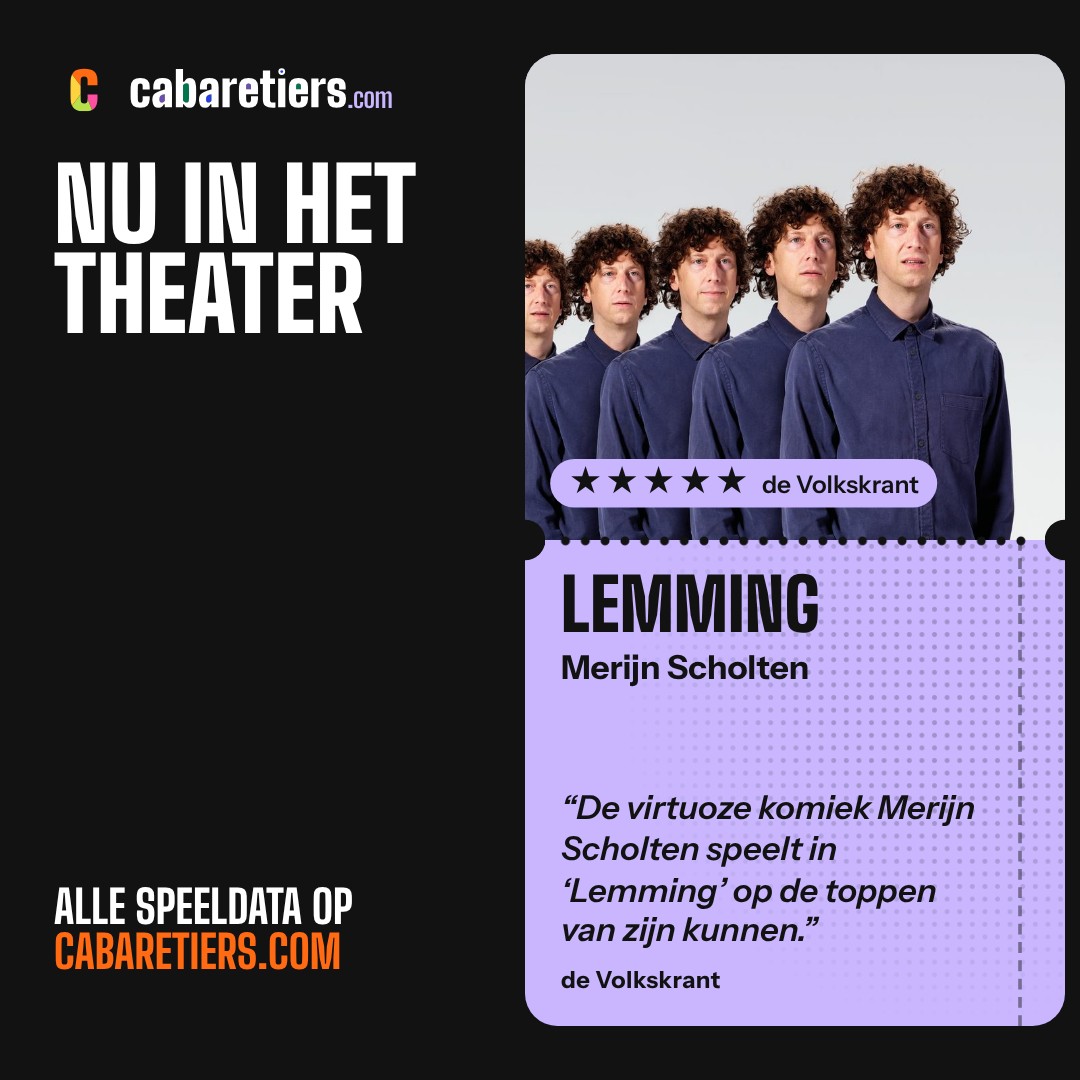 cabaretiers.com
NU IN HET
THEATER
★★★★★ de Volkskrant
LEMMING
Merijn Scholten
“De virtuoze komiek Merijn
Scholten speelt in
‘Lemming’ op de toppen
van zijn kunnen.”
de Volkskrant
ALLE SPEELDATA OP
CABARETIERS.COM